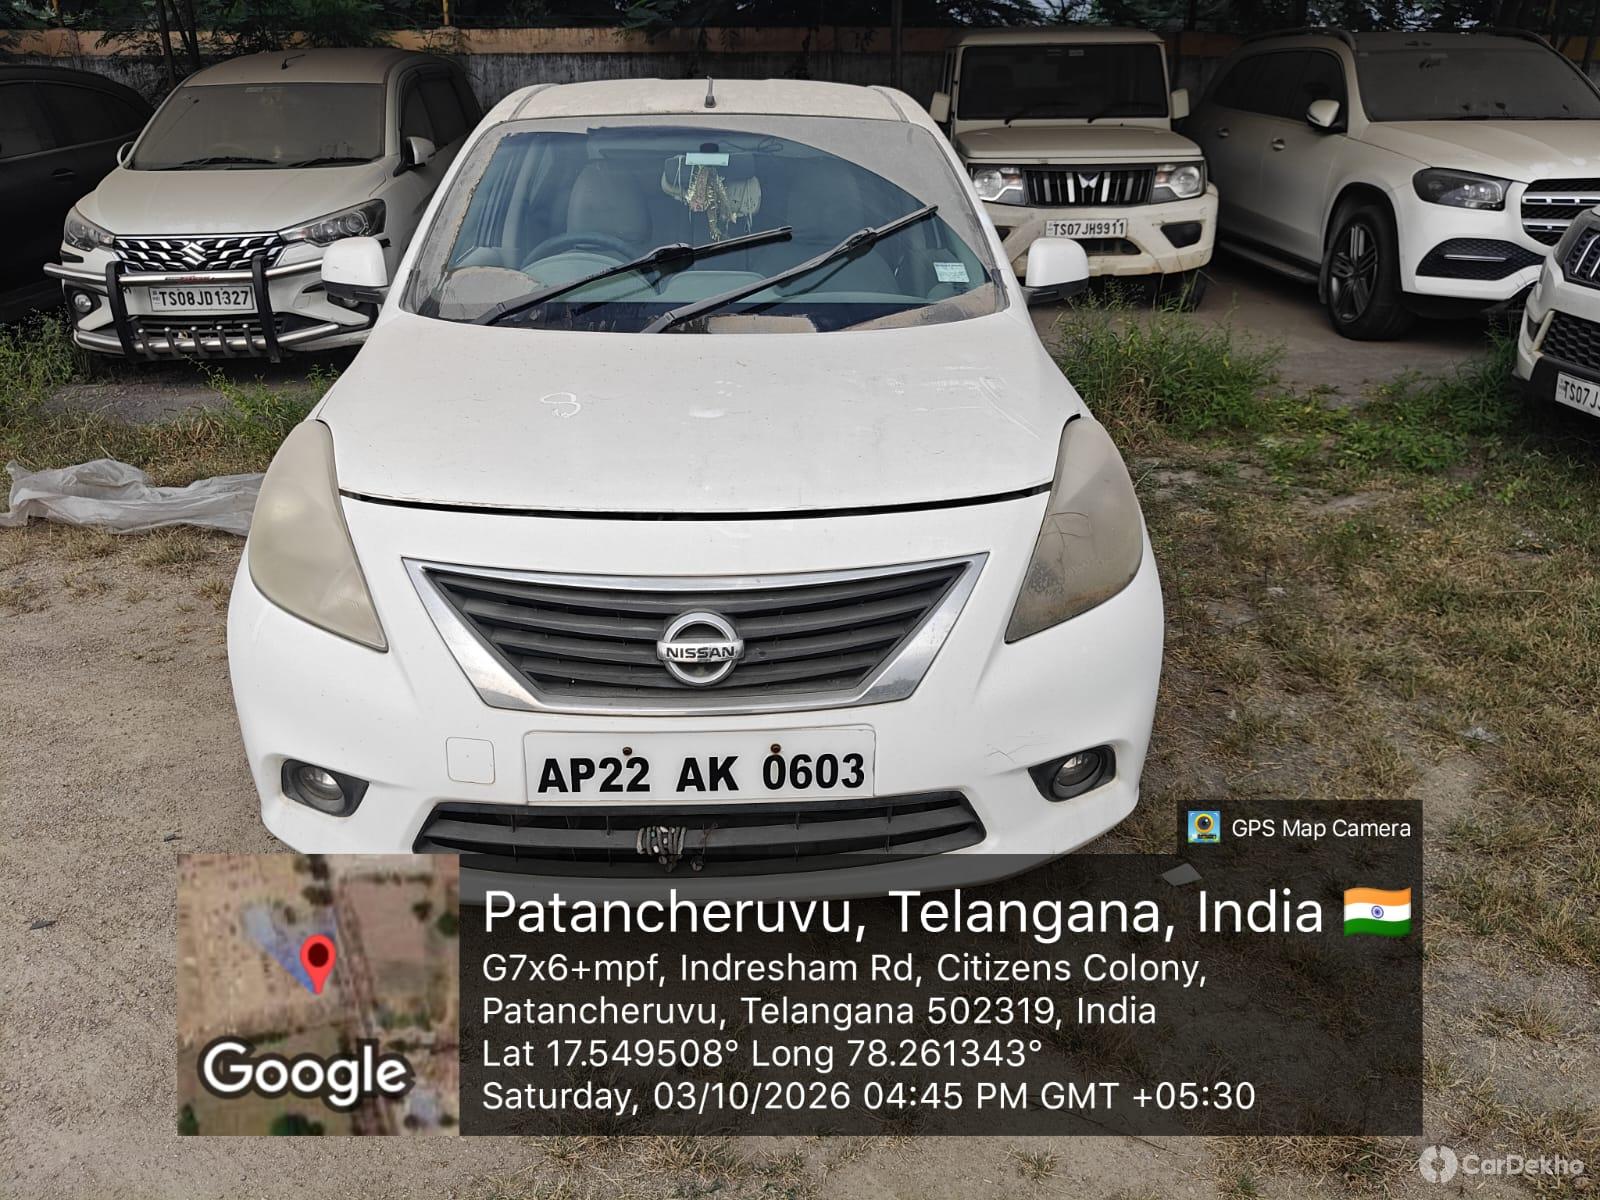 TS08JD1327
TS07JH9911
TS07J
NISSAN
AP22 AK 0603
GPS Map Camera
Patancheruvu, Telangana, India
G7x6+mpf, Indresham Rd, Citizens Colony,
Patancheruvu, Telangana 502319, India
Lat 17.549508° Long 78.261343°
Saturday, 03/10/2026 04:45 PM GMT +05:30
Google
CarDekho